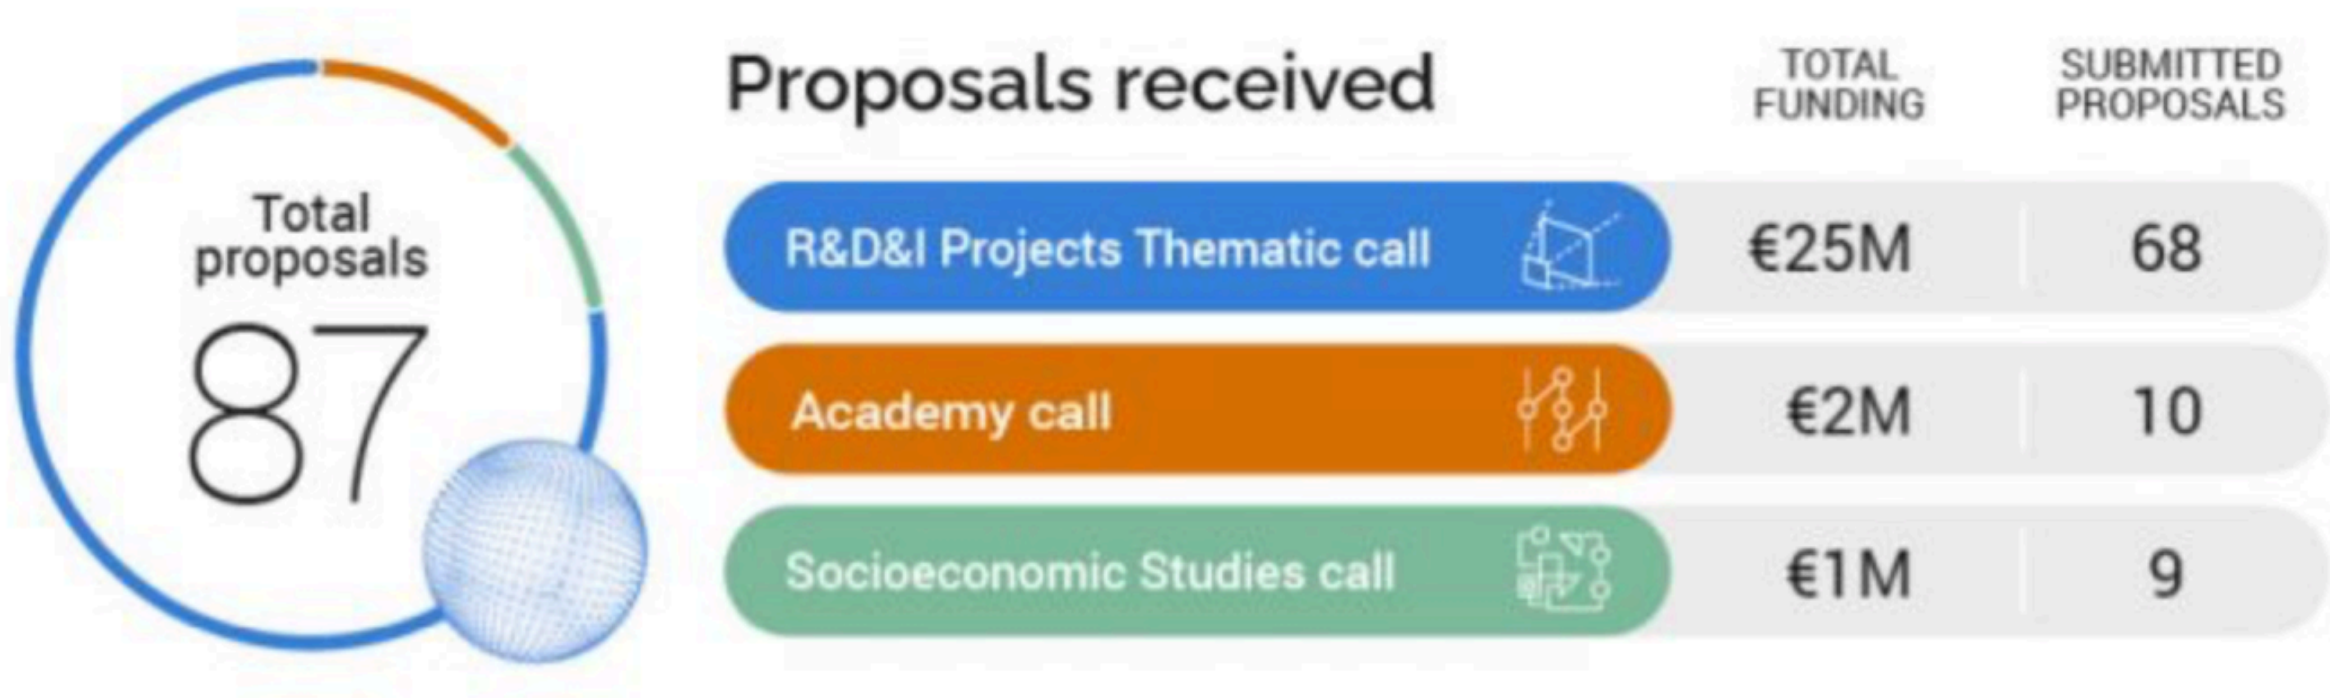 Total
proposals
87
Proposals received
TOTAL
FUNDING
SUBMITTED
PROPOSALS
R&D&I Projects Thematic call €25M 68
Academy call €2M 10
Socioeconomic Studies call €1M 9